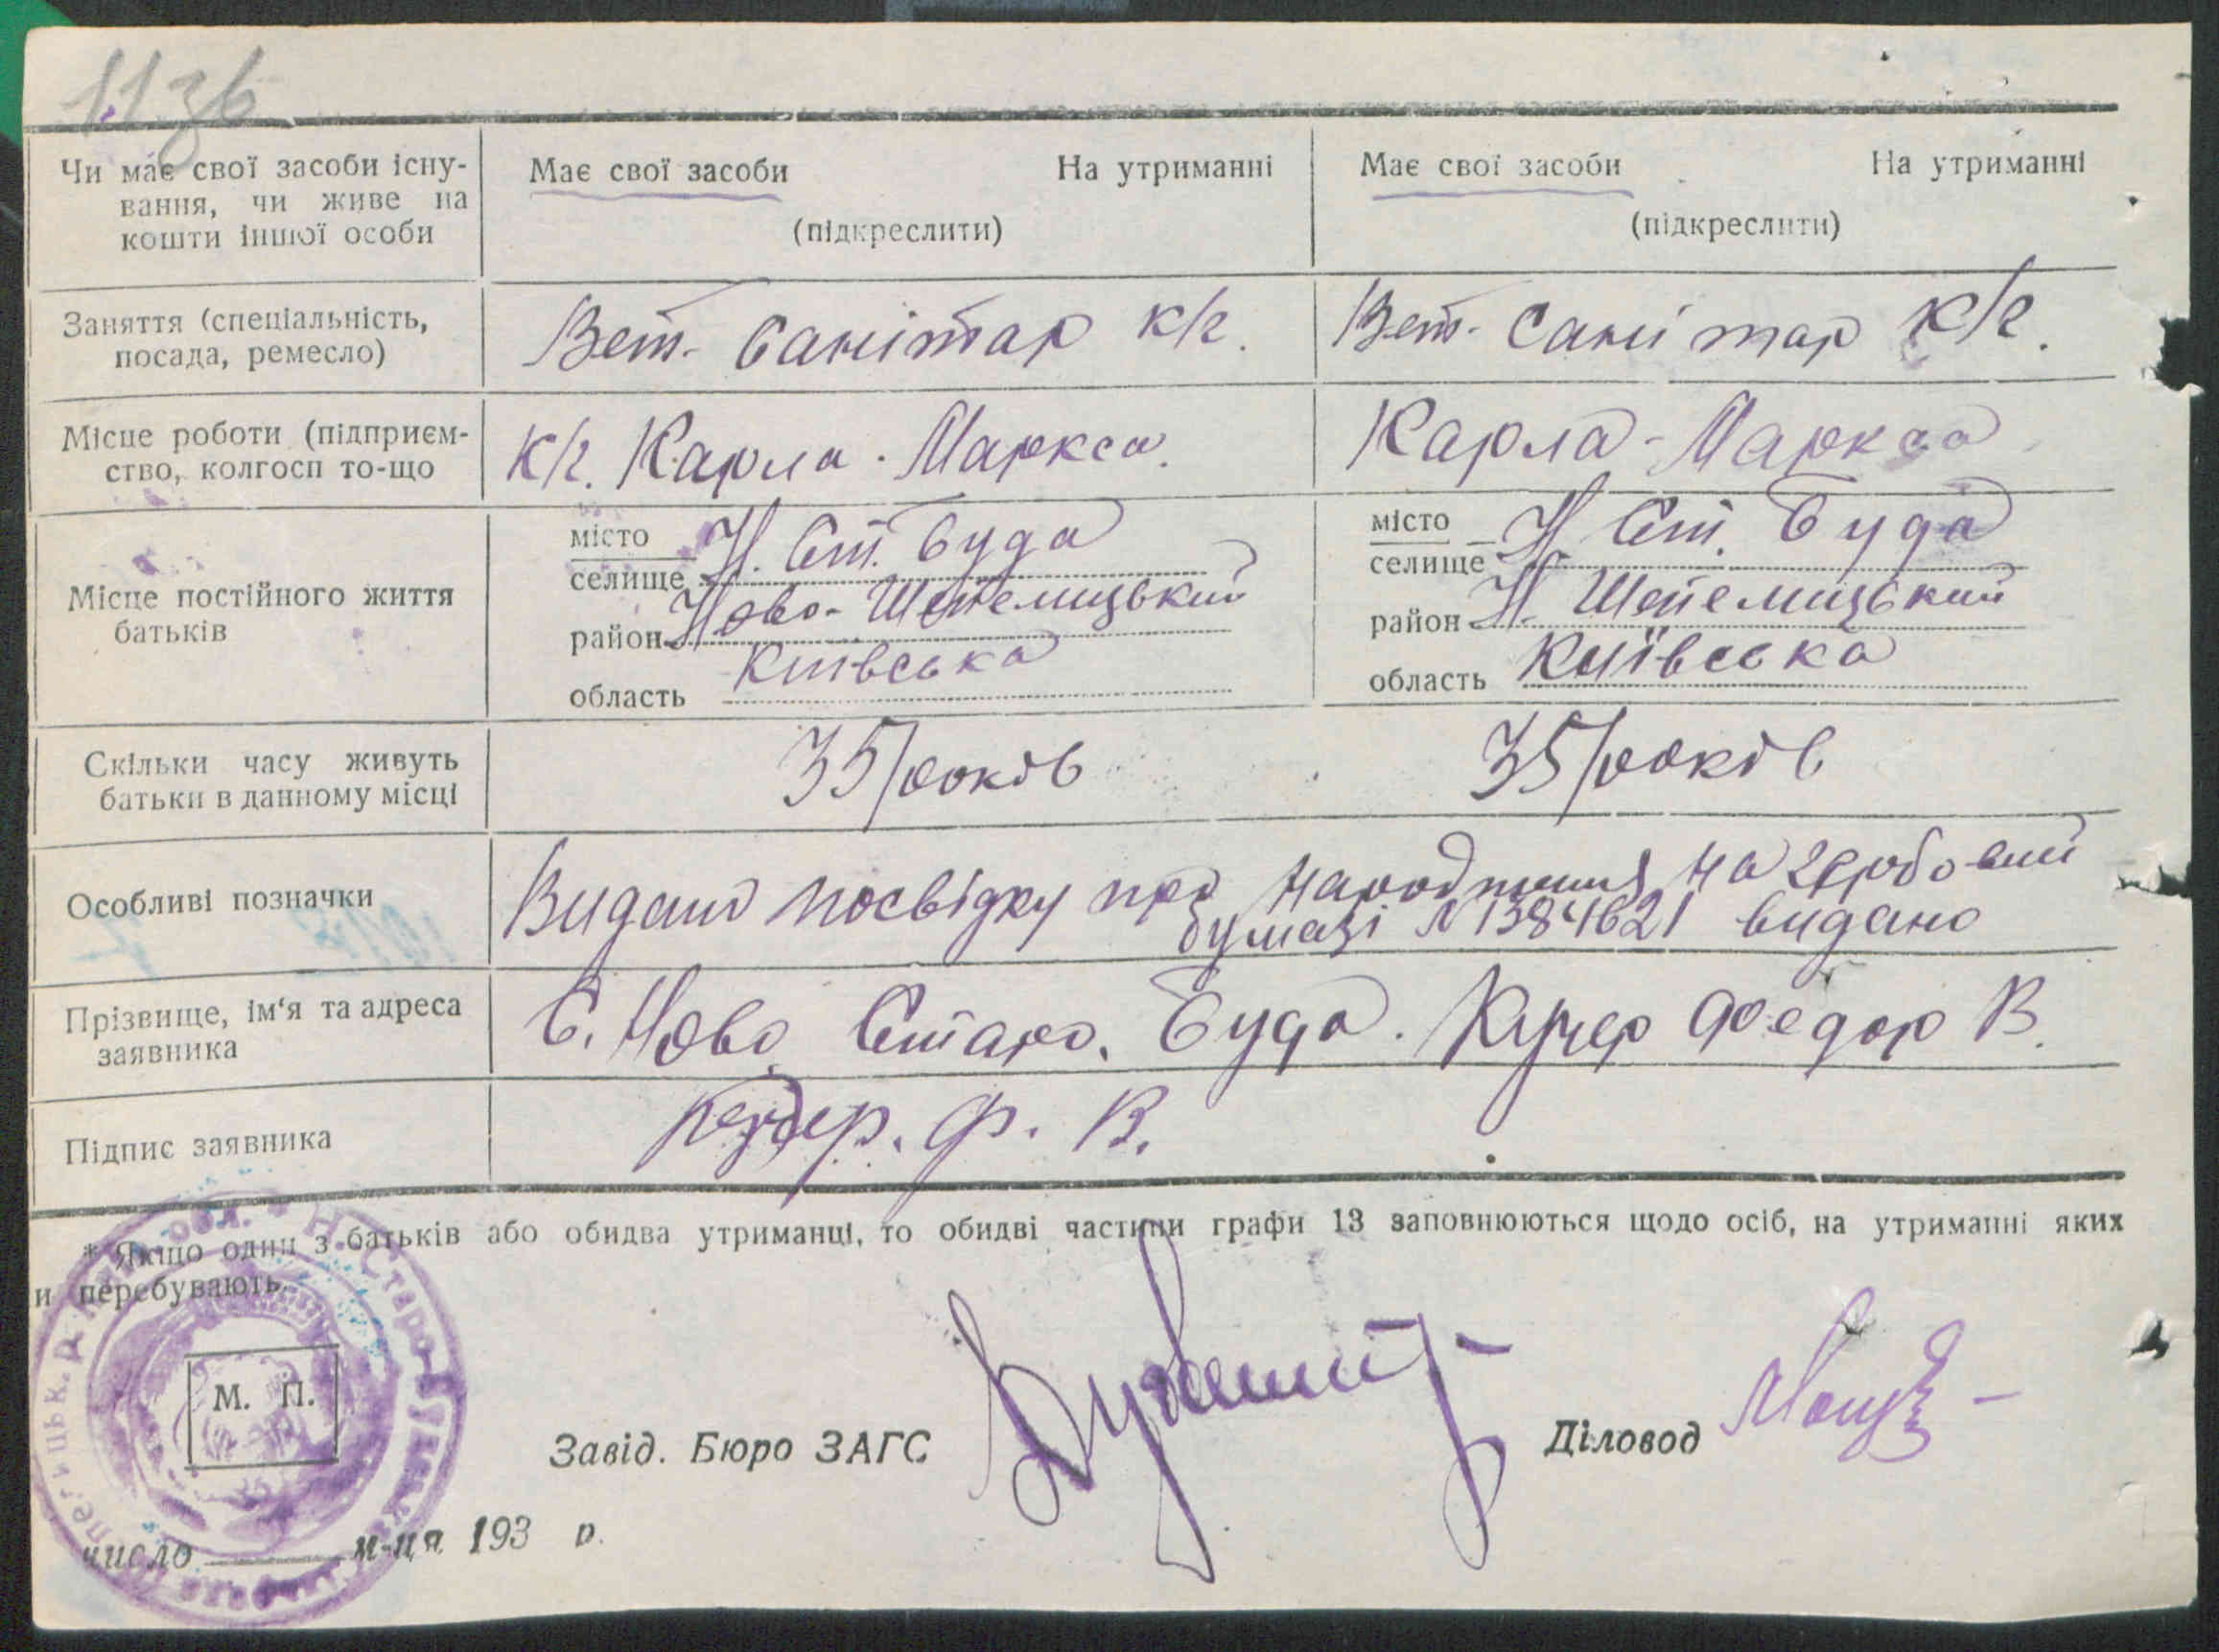 1136
Чи має свої засоби існу-
вання, чи живе на
кошти іншої особи
Має свої засоби На утриманні
(підкреслити)
Має свої засоби На утриманні
(підкреслити)
Заняття (спеціальність,
посада, ремесло)
Вет. Санітар к/г.
Вет. Санітар к/г.
Місце роботи (підприєм-
ство, колгосп то-що
к/г. Карла. Маркса.
Карла-Маркса
Місце постійного життя
батьків
місто
селище Н. Ст. Буда
район Ново-Шепелицький
область Київська
місто
селище Н Ст. Буда
район Н. Шепелицький
область Київська
Скільки часу живуть
батьки в данному місці
35/років
35/років
Особливі позначки
Видано посвідку про народження на гербовий
бумазі N 1384621 видано
Прізвище, ім'я та адреса
заявника
С. Ново Старо. Буда. Кучер Федор В.
Підпис заявника
Ф. В.
* Якщо один з батьків або обидва утриманці, то обидві частини графи 13 заповнюються щодо осіб, на утриманні яких
и перебувають.
М. П.
Завід. Бюро ЗАГС
Діловод
число м-ця 193 р.